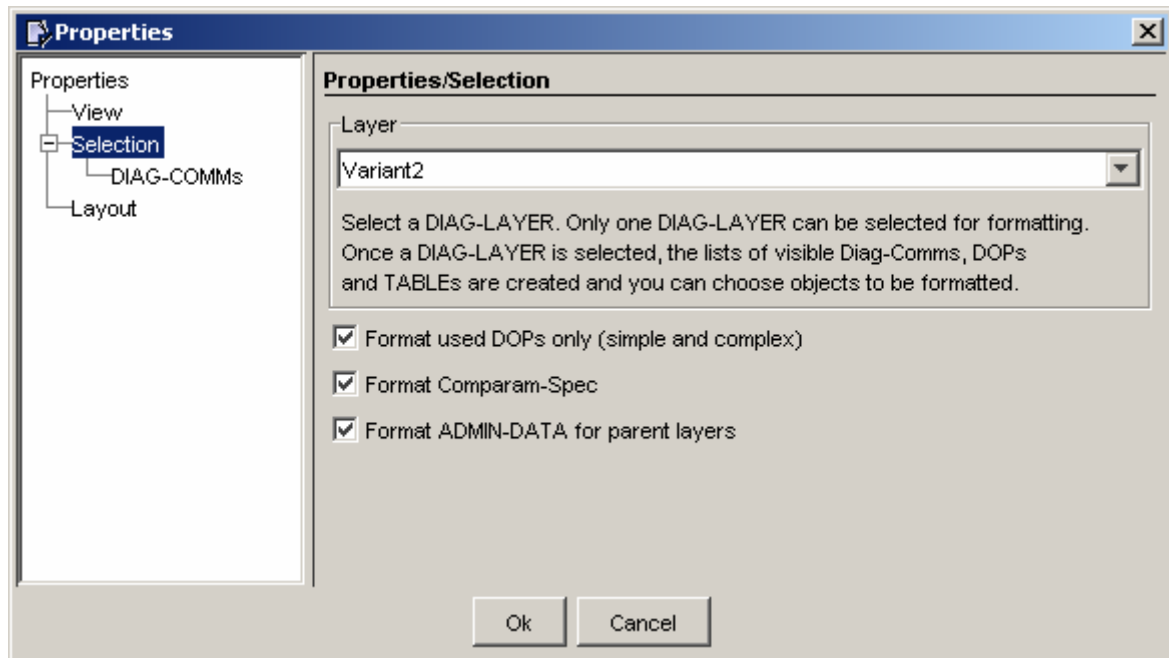 Properties
Properties
View
Selection
DIAG-COMMs
Layout
Properties/Selection
Layer
Variant2
Select a DIAG-LAYER. Only one DIAG-LAYER can be selected for formatting.
Once a DIAG-LAYER is selected, the lists of visible Diag-Comms, DOPs
and TABLEs are created and you can choose objects to be formatted.
Format used DOPs only (simple and complex)
Format Comparam-Spec
Format ADMIN-DATA for parent layers
Ok
Cancel